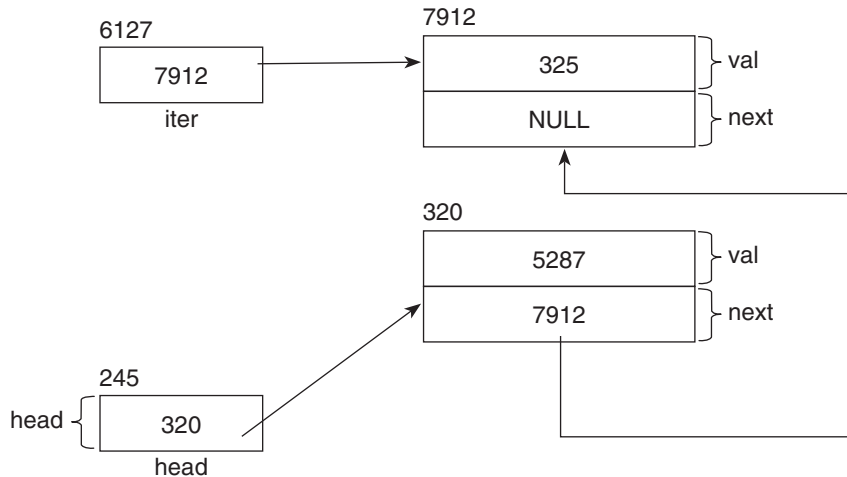 6127
7912
iter
7912
325
val
NULL
next
320
5287
val
7912
next
245
head
320
head